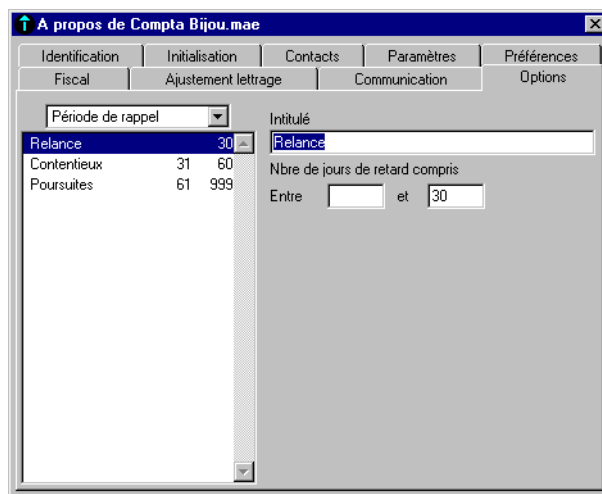 A propos de Compta Bijou.mae
Identification Initialisation Contacts Paramètres Préférences
Fiscal Ajustement lettrage Communication Options
Période de rappel
Relance 30
Contentieux 31 60
Poursuites 61 999
Intitulé
Relance
Nbre de jours de retard compris
Entre et 30